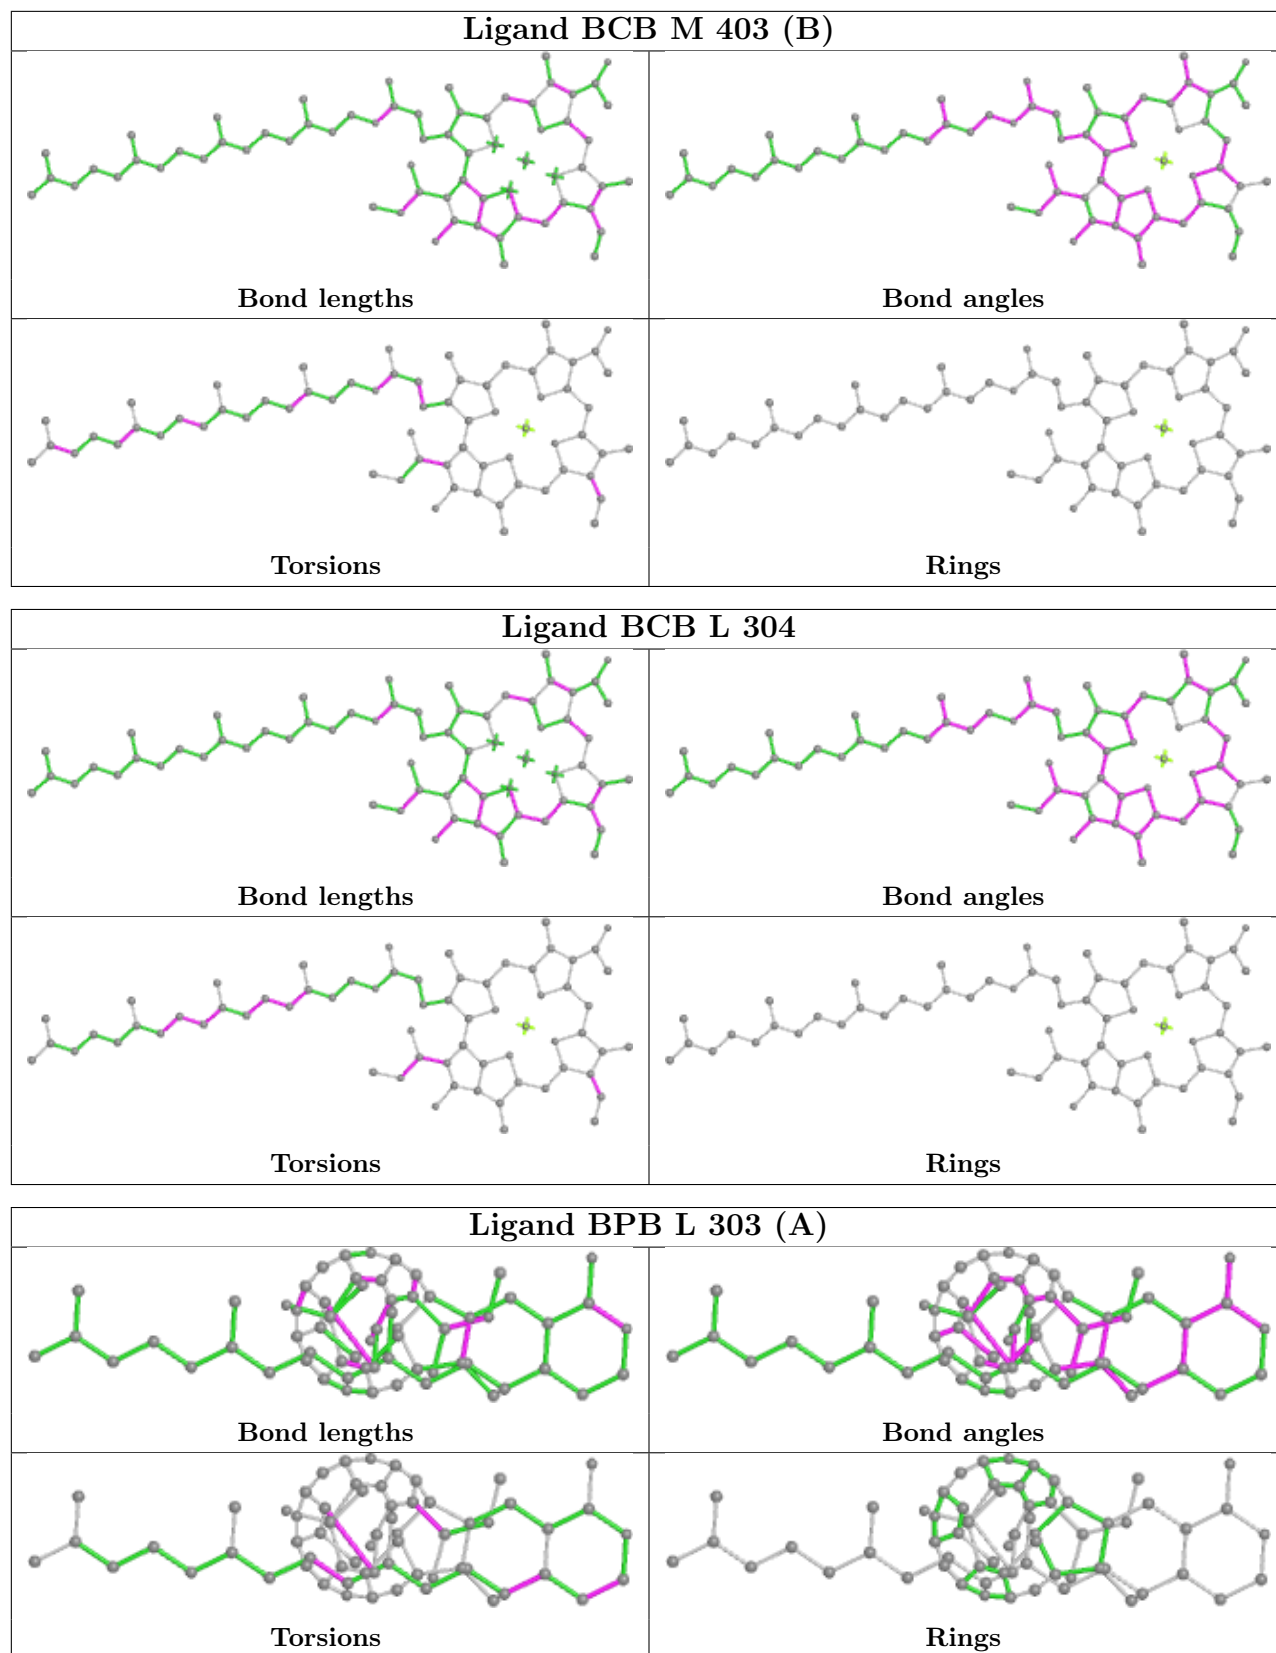 Ligand BCB M 403 (B)
Bond lengths
Bond angles
Torsions
Rings
Ligand BCB L 304
Bond lengths
Bond angles
Torsions
Rings
Ligand BPB L 303 (A)
Bond lengths
Bond angles
Torsions
Rings